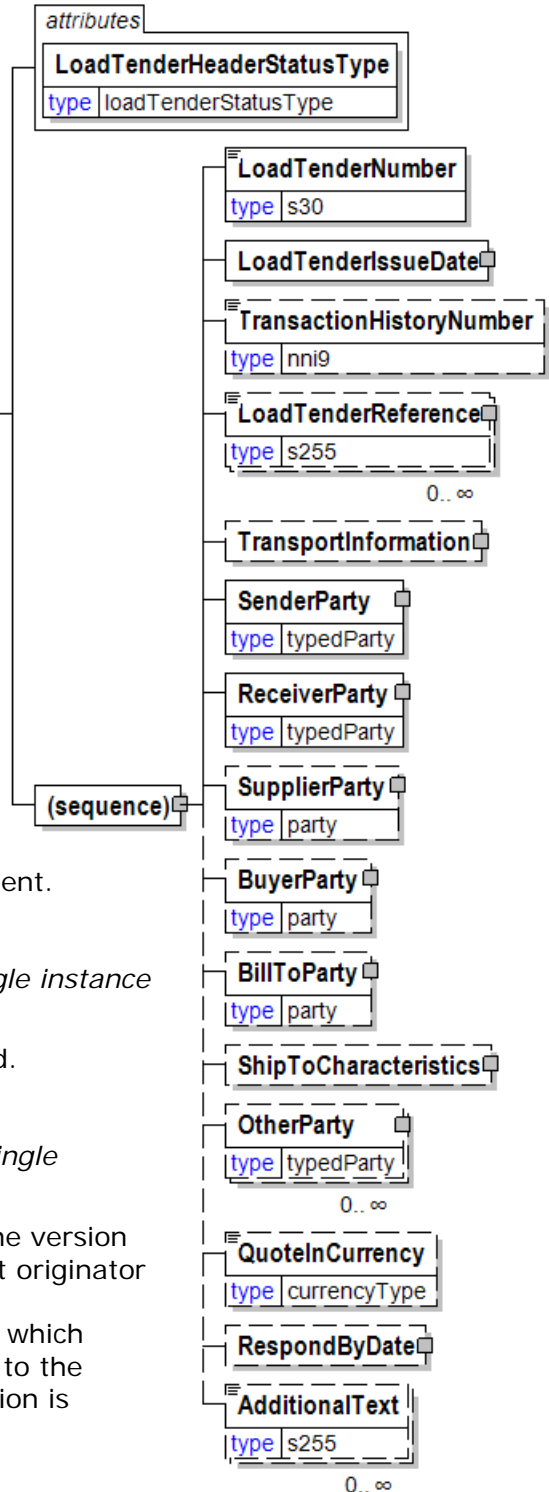 attributes
LoadTenderHeaderStatusType
type loadTenderStatusType
LoadTenderNumber
type s30
LoadTenderIssueDate
TransactionHistoryNumber
type nni9
LoadTenderReference
type s255
0.. ∞
TransportInformation
SenderParty
type typedParty
ReceiverParty
type typedParty
(sequence)
SupplierParty
type party
ent.
BuyerParty
type party
gle instance
BillToParty
type party
d.
ShipToCharacteristics
OtherParty
type typedParty
ingle
0.. ∞
ne version
QuoteInCurrency
type currencyType
t originator
which
RespondByDate
to the
ion is
AdditionalText
type s255
0.. ∞